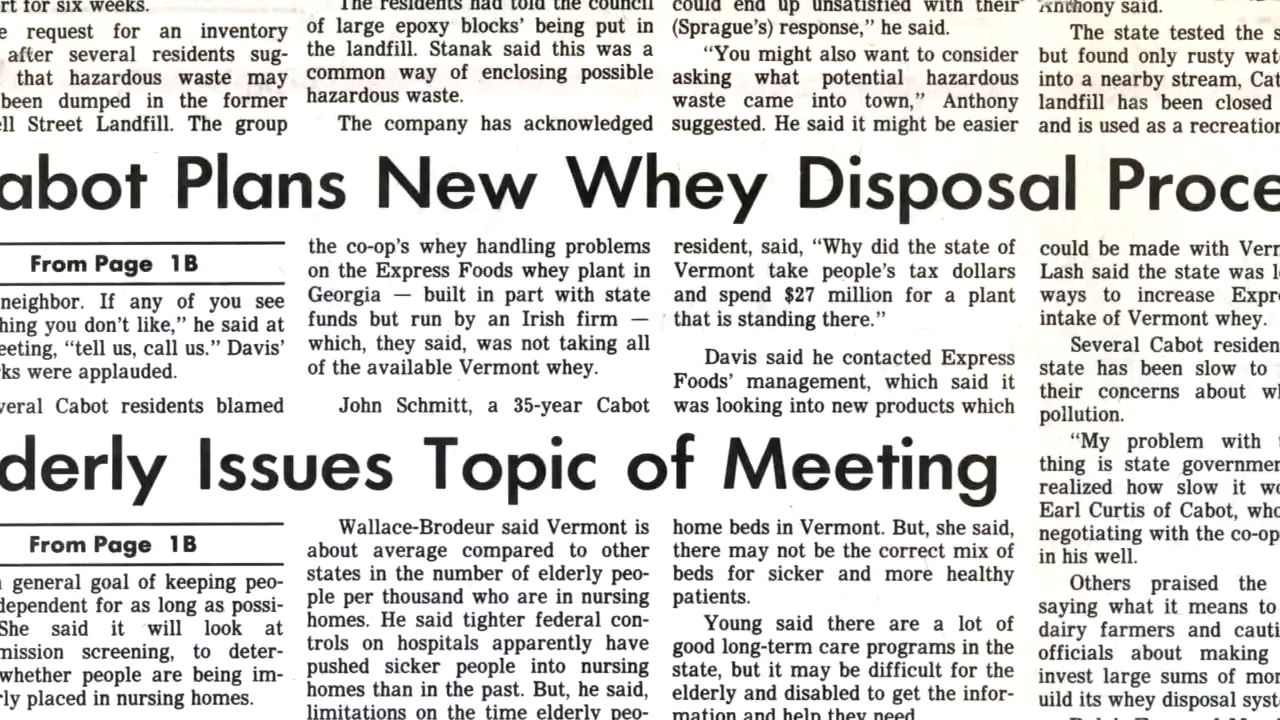 rt for six weeks.
e request for an inventory
after several residents sug-
that hazardous waste may
been dumped in the former
ll Street Landfill. The group
The residents had told the council
of large epoxy blocks' being put in
the landfill. Stanak said this was a
common way of enclosing possible
hazardous waste.
The company has acknowledged
could end up unsatisfied with their
(Sprague's) response," he said.
"You might also want to consider
asking what potential hazardous
waste came into town," Anthony
suggested. He said it might be easier
Anthony said.
The state tested the s
but found only rusty wat
into a nearby stream, Cat
landfill has been closed
and is used as a recreation
abot Plans New Whey Disposal Proce
From Page 1B
neighbor. If any of you see
hing you don't like," he said at
eeting, "tell us, call us." Davis'
ks were applauded.
veral Cabot residents blamed
the co-op's whey handling problems
on the Express Foods whey plant in
Georgia — built in part with state
funds but run by an Irish firm —
which, they said, was not taking all
of the available Vermont whey.
John Schmitt, a 35-year Cabot
resident, said, "Why did the state of
Vermont take people's tax dollars
and spend $27 million for a plant
that is standing there."
Davis said he contacted Express
Foods' management, which said it
was looking into new products which
could be made with Verm
Lash said the state was lo
ways to increase Expre
intake of Vermont whey.
Several Cabot residen
state has been slow to
their concerns about wh
pollution.
"My problem with t
thing is state governmen
realized how slow it wo
Earl Curtis of Cabot, who
negotiating with the co-op
in his well.
Others praised the
saying what it means to
dairy farmers and cauti
officials about making
invest large sums of mon
uild its whey disposal syst
derly Issues Topic of Meeting
From Page 1B
general goal of keeping peo-
dependent for as long as possi-
She said it will look at
mission screening, to deter-
whether people are being im-
rly placed in nursing homes.
Wallace-Brodeur said Vermont is
about average compared to other
states in the number of elderly peo-
ple per thousand who are in nursing
homes. He said tighter federal con-
trols on hospitals apparently have
pushed sicker people into nursing
homes than in the past. But, he said,
limitations on the time elderly peo-
home beds in Vermont. But, she said,
there may not be the correct mix of
beds for sicker and more healthy
patients.
Young said there are a lot of
good long-term care programs in the
state, but it may be difficult for the
elderly and disabled to get the infor-
mation and help they need.